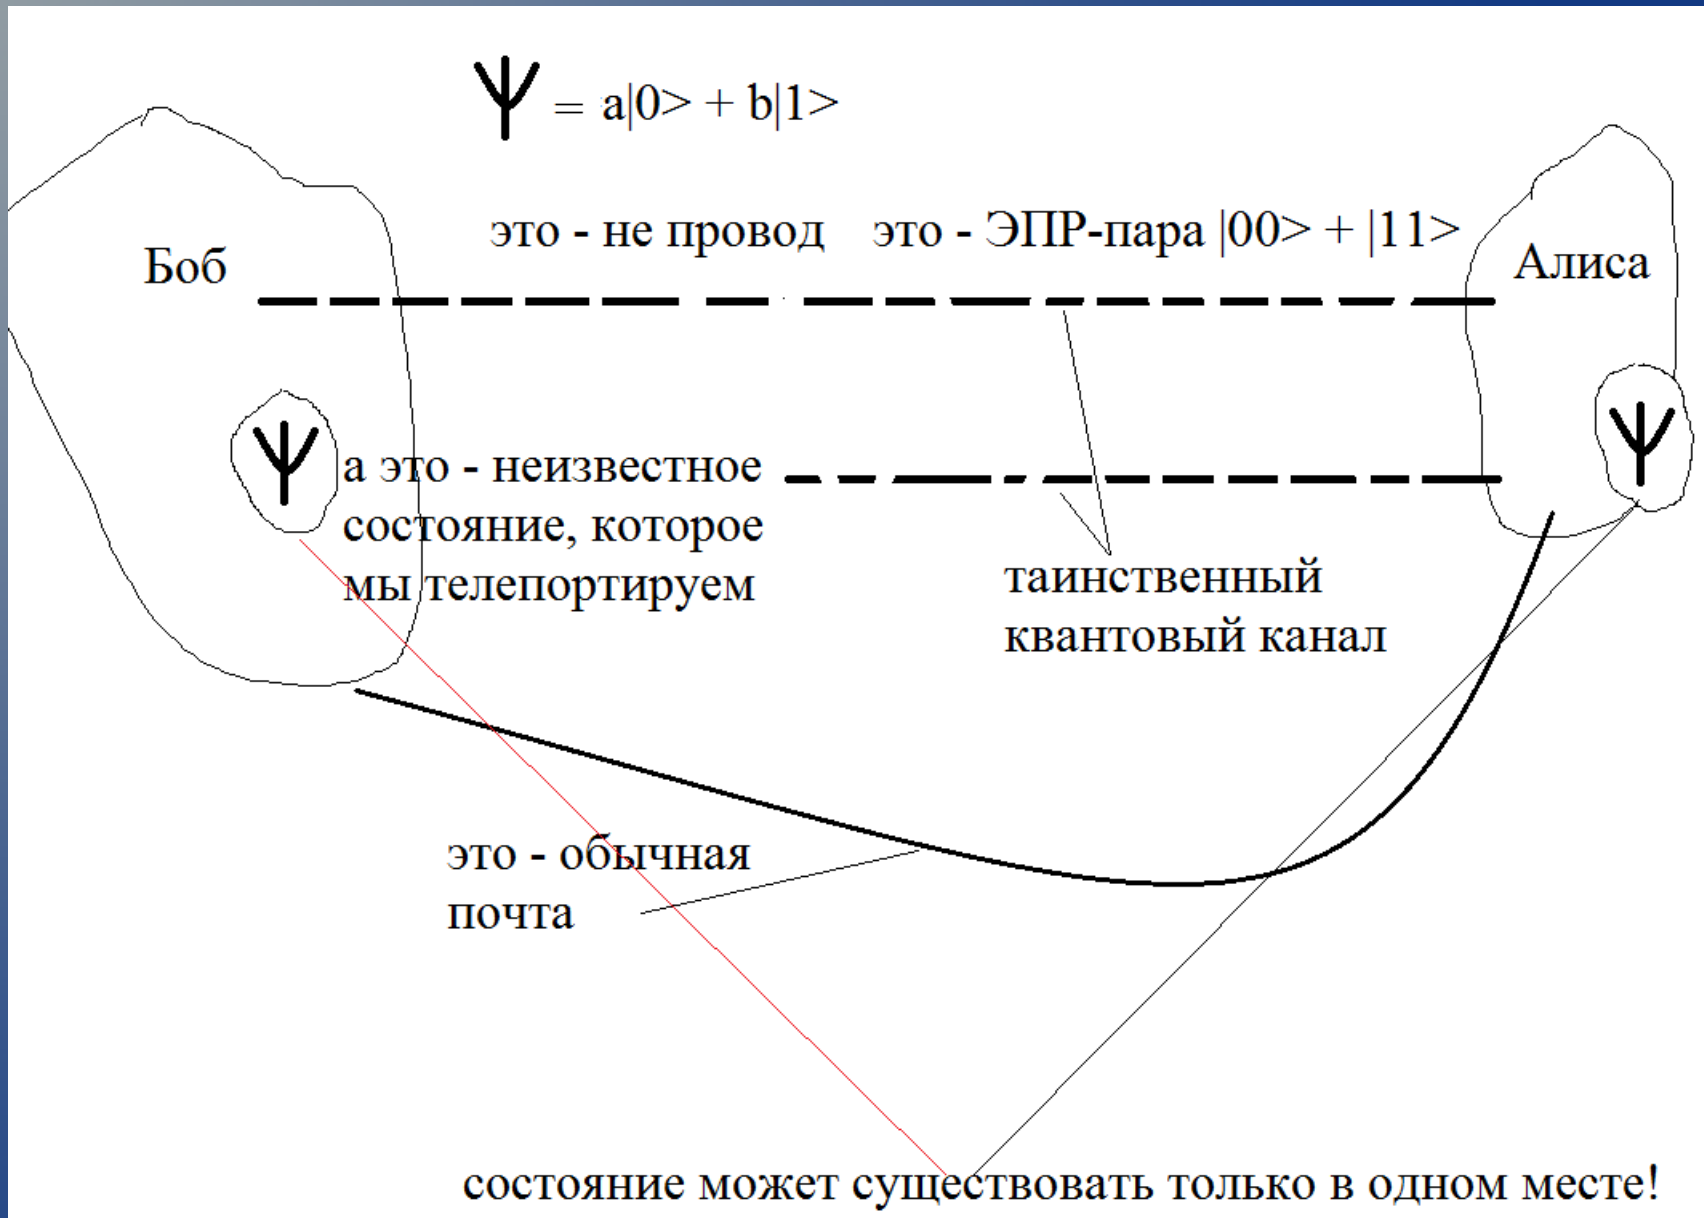 Ψ = a|0> + b|1>
это - не провод это - ЭПР-пара |00> + |11>
Боб
Алиса
Ψ
Ψ
а это - неизвестное
состояние, которое
мы телепортируем
таинственный
квантовый канал
это - обычная
почта
состояние может существовать только в одном месте!